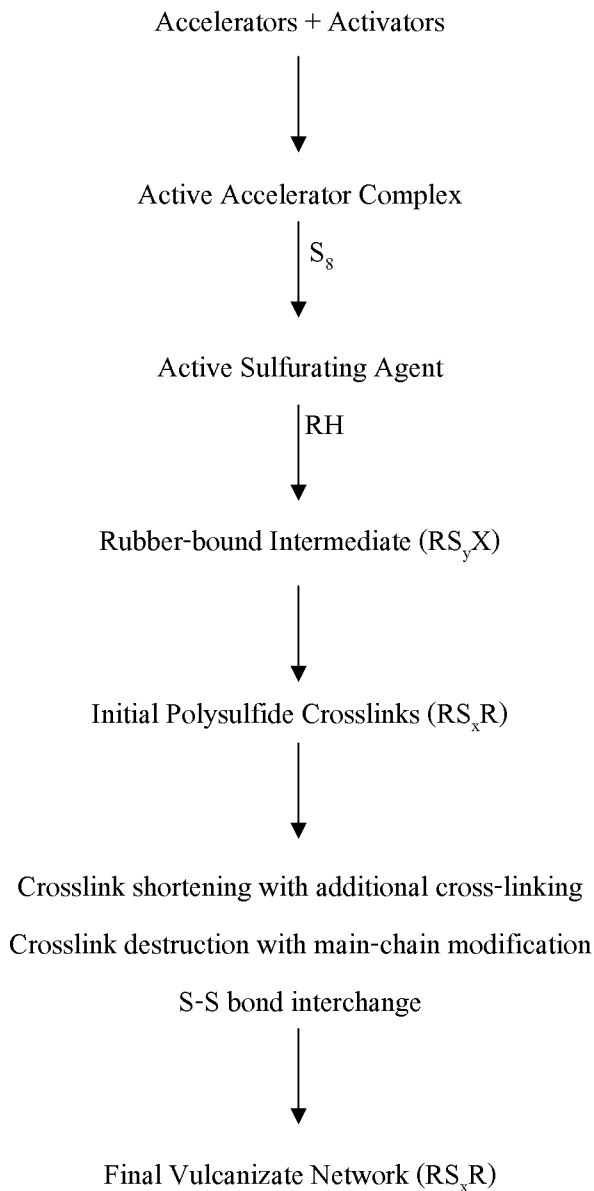 Accelerators + Activators
Active Accelerator Complex
S₈
Active Sulfurating Agent
RH
Rubber-bound Intermediate (RSᵧX)
Initial Polysulfide Crosslinks (RSₓR)
Crosslink shortening with additional cross-linking
Crosslink destruction with main-chain modification
S-S bond interchange
Final Vulcanizate Network (RSₓR)